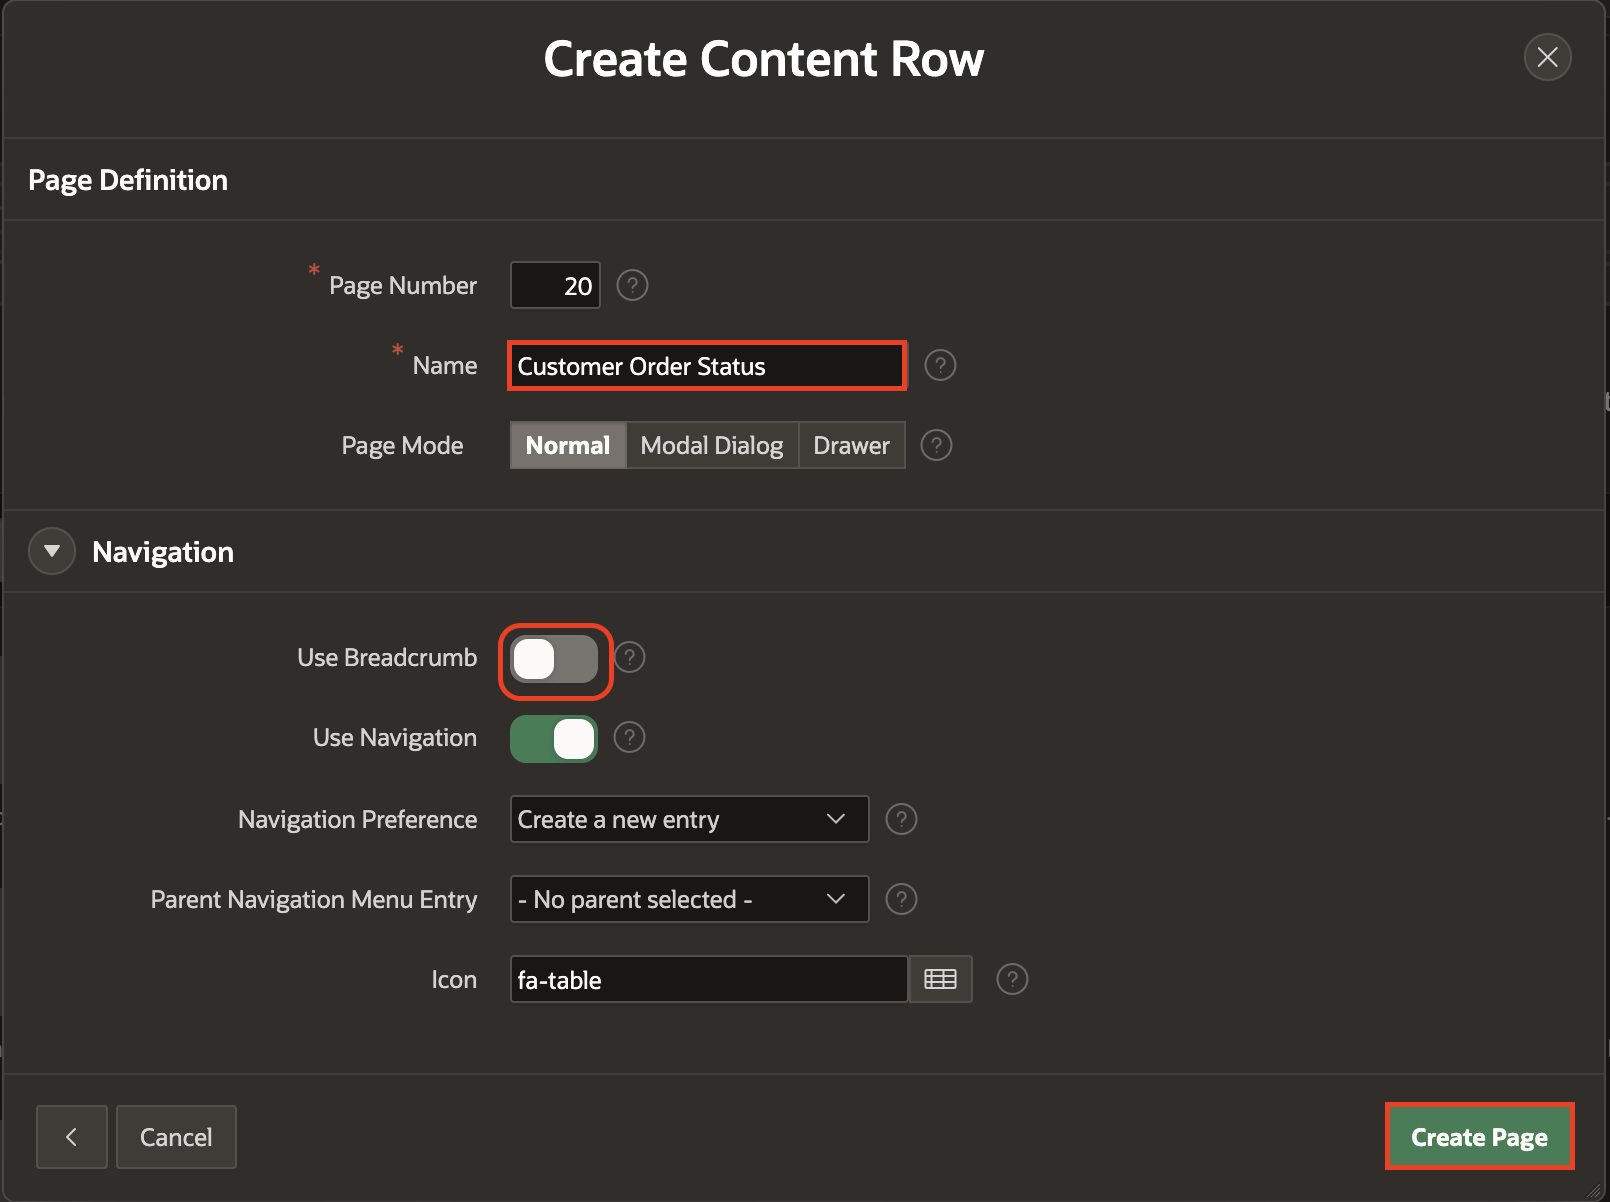 Create Content Row
Page Definition
* Page Number 20 ?
* Name Customer Order Status ?
Page Mode Normal Modal Dialog Drawer ?
Navigation
Use Breadcrumb ?
Use Navigation ?
Navigation Preference Create a new entry ?
Parent Navigation Menu Entry - No parent selected - ?
Icon fa-table ?
Cancel Create Page